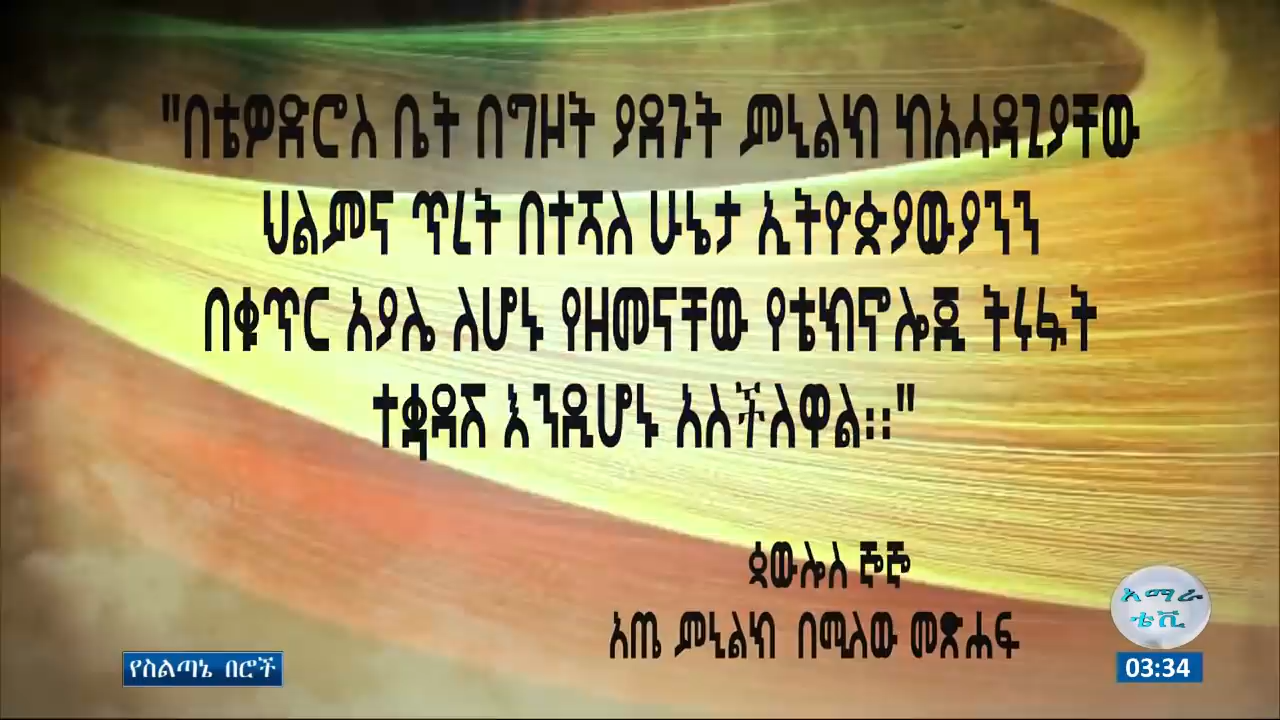 "በቴዎድሮስ ቤት በግዞት ያደጉት ምኒልክ ከአሳዳጊያቸው
ህልምና ጥረት በተሻለ ሁኔታ ኢትዮጵያውያንን
በቁጥር አያሌ ለሆኑ የዘመናቸው የቴክኖሎጂ ትሩፋት
ተቋዳሽ እንዲሆኑ አስችለዋል፡፡"
ጳውሎስ ኞኞ
አጤ ምኒልክ በሚለው መጽሐፍ
አማራ
ቴቪ
የስልጣኔ በሮች
03:34